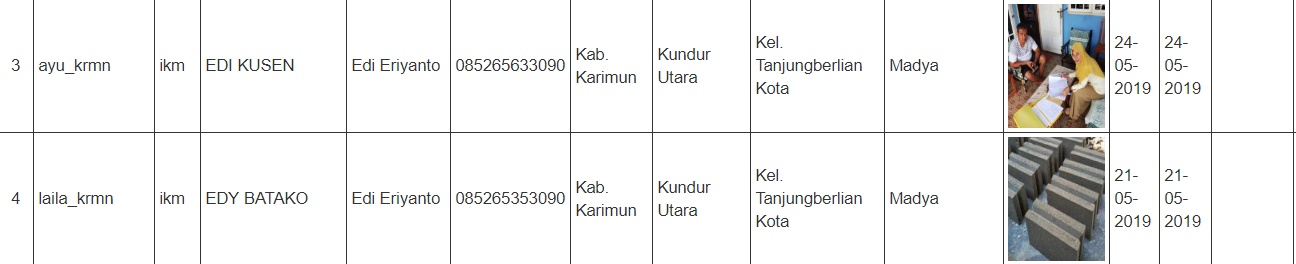 3 ayu_krmn ikm EDI KUSEN Edi Eriyanto 085265633090 Kab. Karimun Kundur Utara Kel. Tanjungberlian Kota Madya 24-05-2019 24-05-2019
4 laila_krmn ikm EDY BATAKO Edi Eriyanto 085265353090 Kab. Karimun Kundur Utara Kel. Tanjungberlian Kota Madya 21-05-2019 21-05-2019